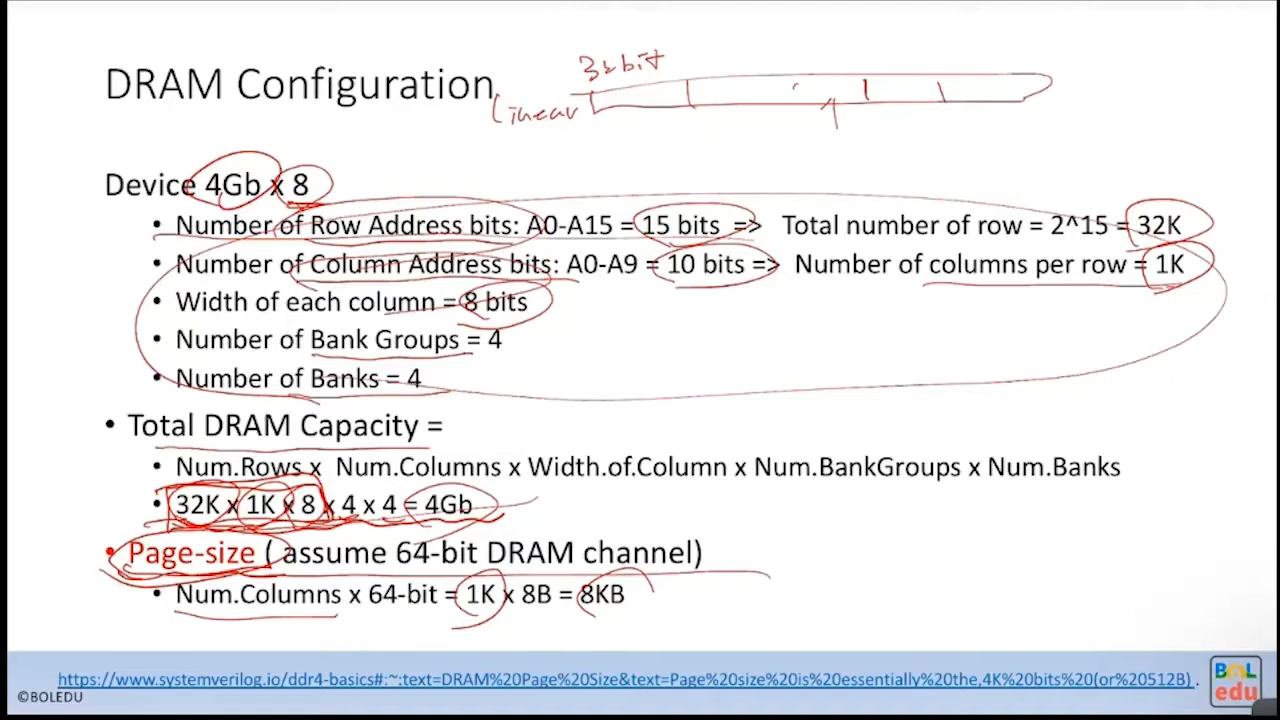 32bit
DRAM Configuration
Linear
Device 4Gb x 8
• Number of Row Address bits: A0-A15 = 15 bits => Total number of row = 2^15 = 32K
• Number of Column Address bits: A0-A9 = 10 bits => Number of columns per row = 1K
• Width of each column = 8 bits
• Number of Bank Groups = 4
• Number of Banks = 4
• Total DRAM Capacity =
• Num.Rows x Num.Columns x Width.of.Column x Num.BankGroups x Num.Banks
• 32K x 1K x 8 x 4 x 4 = 4Gb
• Page-size ( assume 64-bit DRAM channel)
• Num.Columns x 64-bit = 1K x 8B = 8KB
https://www.systemverilog.io/ddr4-basics#:~:text=DRAM%20Page%20Size&text=Page%20size%20is%20essentially%20the,4K%20bits%20(or%20512B) .
©BOLEDU
BOL
edu